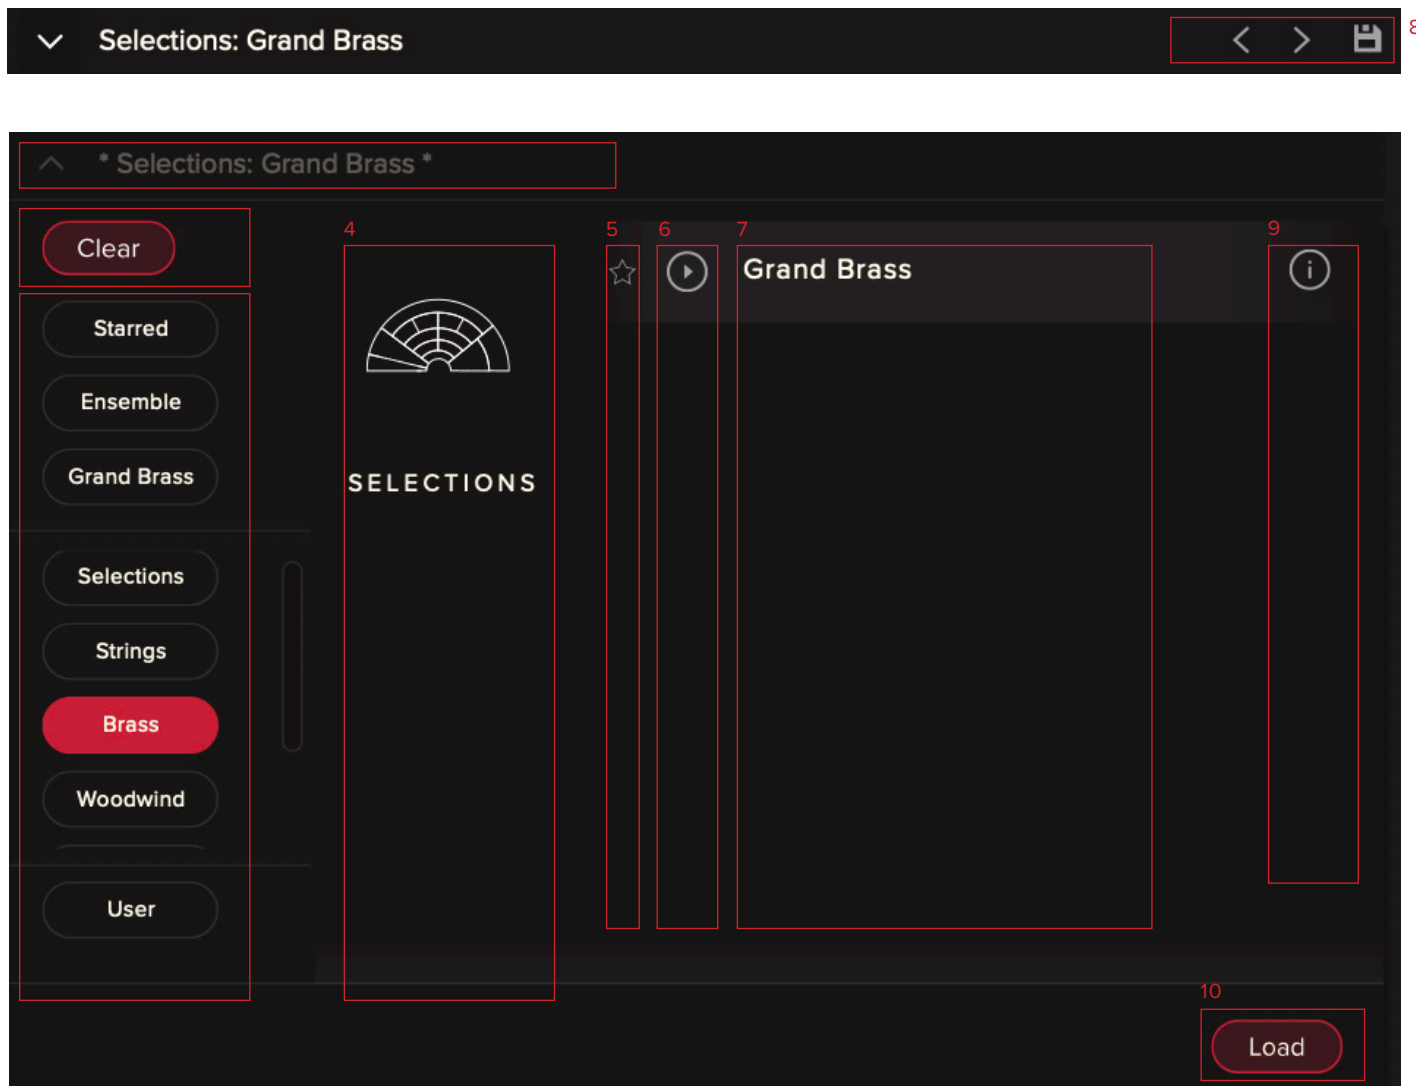 Selections: Grand Brass
8
* Selections: Grand Brass *
Clear
Starred
Ensemble
Grand Brass
Selections
Strings
Brass
Woodwind
User
4
SELECTIONS
5
6
7
Grand Brass
9
10
Load